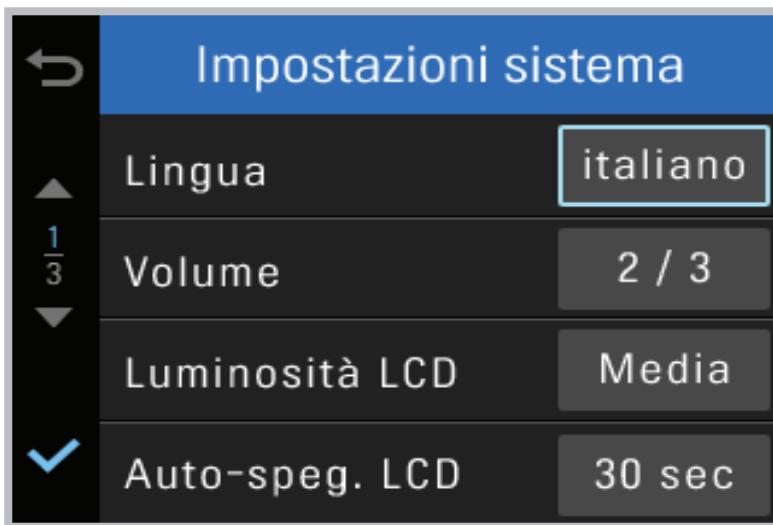 Impostazioni sistema
Lingua italiano
1
3
Volume 2 / 3
Luminosità LCD Media
Auto-speg. LCD 30 sec